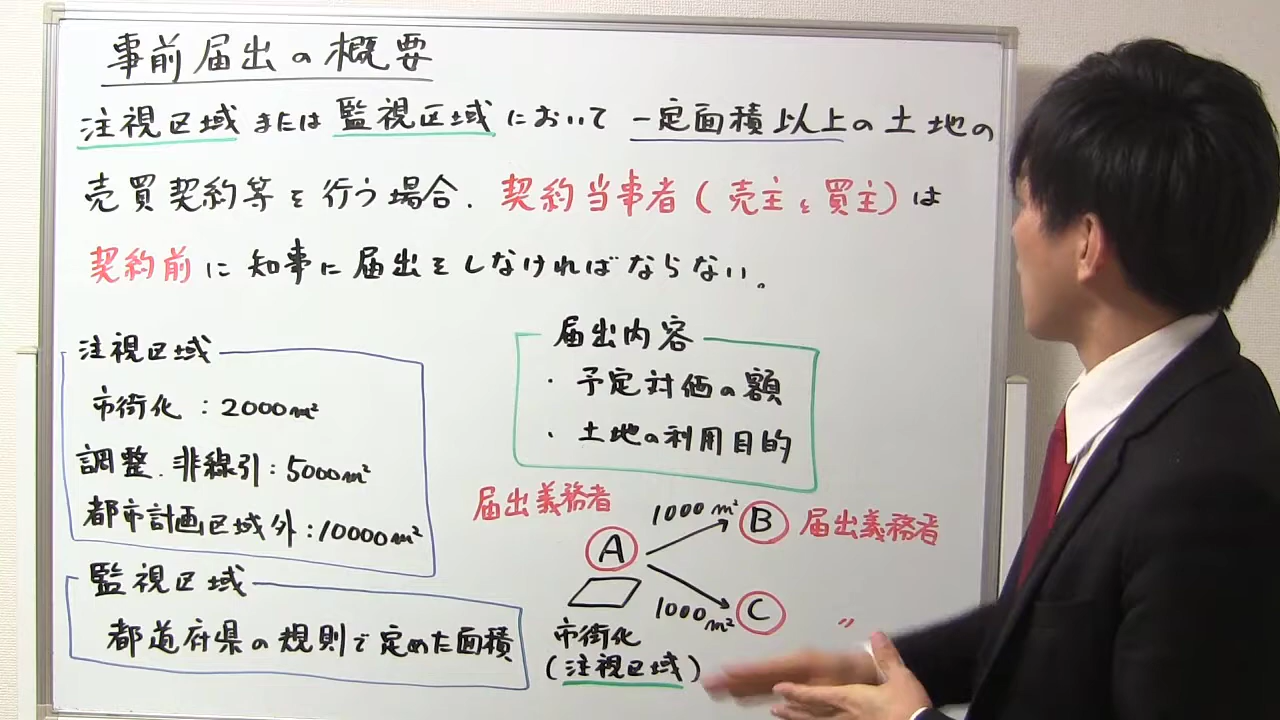 事前届出の概要
注視区域または監視区域において一定面積以上の土地の
売買契約等を行う場合、契約当事者(売主と買主)は
契約前に知事に届出をしなければならない。
注視区域
市街化:2000m²
調整、非線引:5000m²
都市計画区域外:10000m²
監視区域
都道府県の規則で定めた面積
届出内容
・予定対価の額
・土地の利用目的
届出義務者
A
1000m²
B
届出義務者
1000m²
C
〃
市街化
(注視区域)